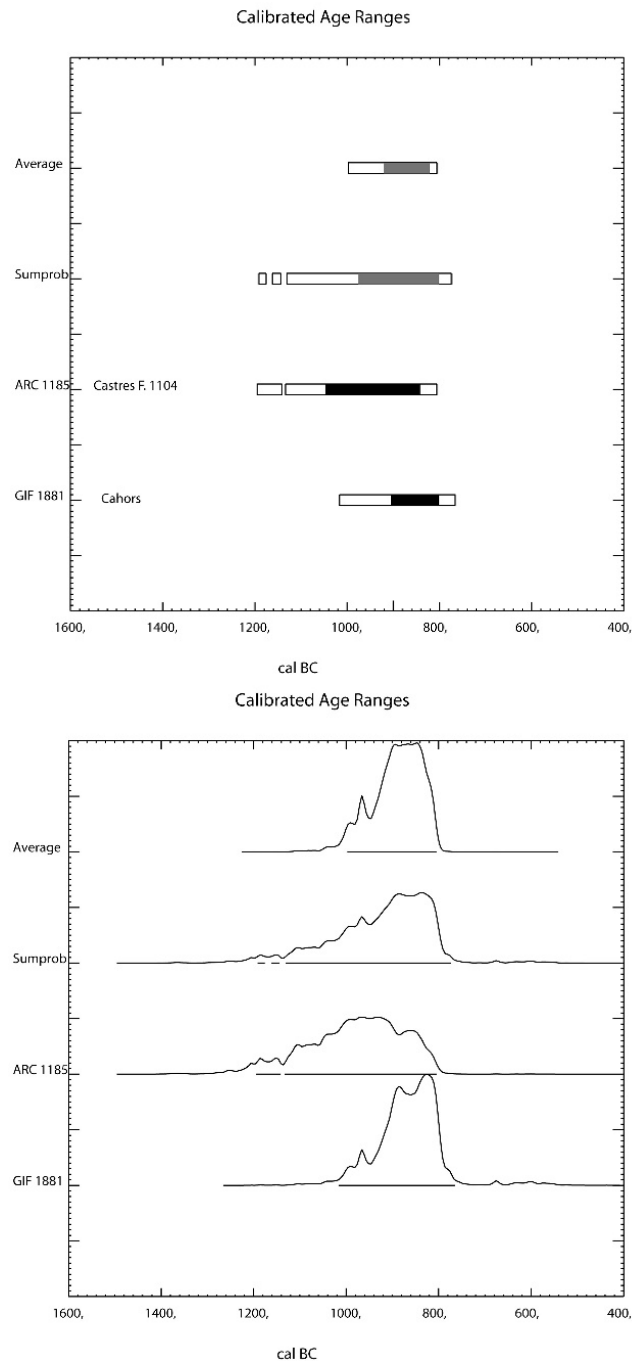 Calibrated Age Ranges
Average
Sumprob
ARC 1185 Castres F. 1104
GIF 1881 Cahors
1600, 1400, 1200, 1000, 800, 600, 400,
cal BC
Calibrated Age Ranges
Average
Sumprob
ARC 1185
GIF 1881
1600, 1400, 1200, 1000, 800, 600, 400,
cal BC